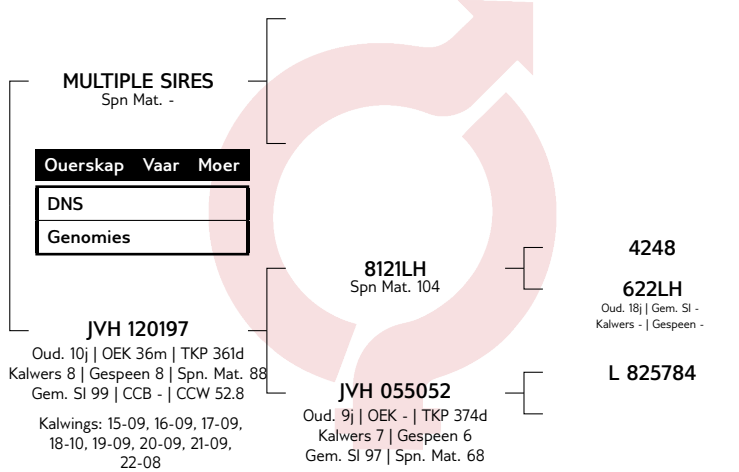 MULTIPLE SIRES
Spn Mat. -
Ouerskap Vaar Moer
DNS
Genomies
JVH 120197
Oud. 10j | OEK 36m | TKP 361d
Kalwers 8 | Gespeen 8 | Spn. Mat. 88
Gem. SI 99 | CCB - | CCW 52.8
Kalwings: 15-09, 16-09, 17-09,
18-10, 19-09, 20-09, 21-09,
22-08
8121LH
Spn Mat. 104
JVH 055052
Oud. 9j | OEK - | TKP 374d
Kalwers 7 | Gespeen 6
Gem. SI 97 | Spn. Mat. 68
4248
622LH
Oud. 18j | Gem. SI -
Kalwers - | Gespeen -
L 825784